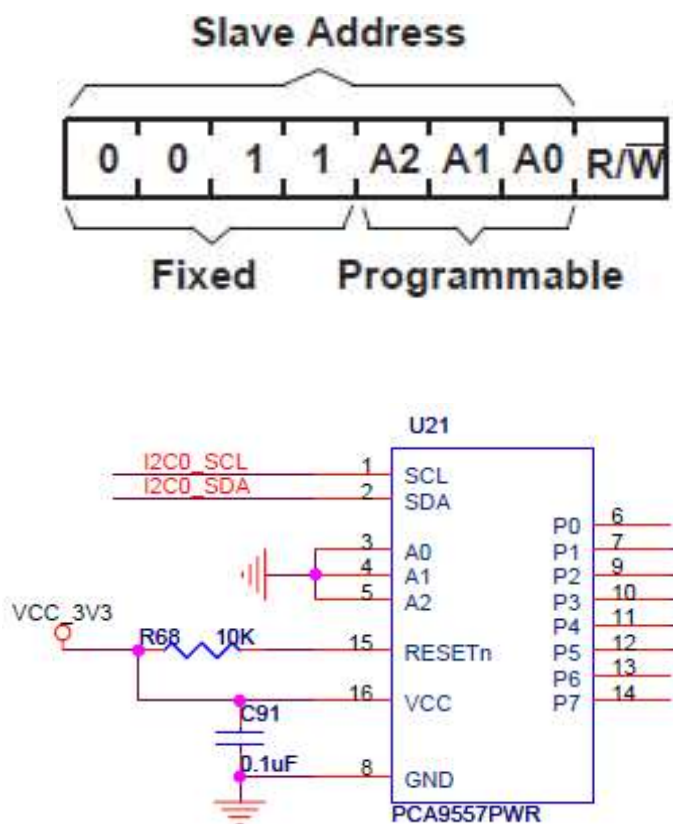 Slave Address
0 0 1 1 A2 A1 A0 R/W̅
Fixed Programmable
U21
I2C0_SCL 1 SCL
I2C0_SDA 2 SDA
P0 6
3 A0 P1 7
4 A1 P2 9
5 A2 P3 10
VCC_3V3 P4 11
R68 10K 15 RESETn P5 12
P6 13
16 VCC P7 14
C91
0.1uF 8 GND
PCA9557PWR